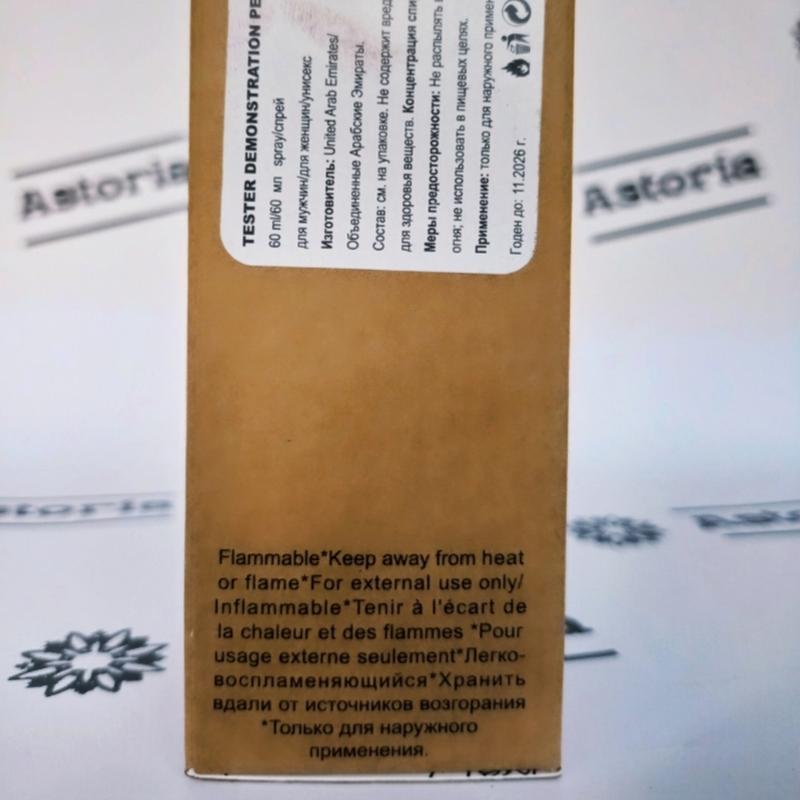 TESTER DEMONSTRATION
60 ml/60 мл spray/спрей
для мужчин/для женщин/унисекс
Изготовитель: United Arab Emirates/
Объединенные Арабские Эмираты.
Состав: см. на упаковке. Не содержит
для здоровья веществ. Концентрация
Меры предосторожности: Не распылять
огня; не использовать в пищевых целях.
Применение: только для наружного
Годен до: 11.2026 г.
Flammable*Keep away from heat
or flame*For external use only/
Inflammable*Tenir à l'écart de
la chaleur et des flammes *Pour
usage externe seulement*Легко-
воспламеняющийся*Хранить
вдали от источников возгорания
*Только для наружного
применения.
Astoria
Astoria